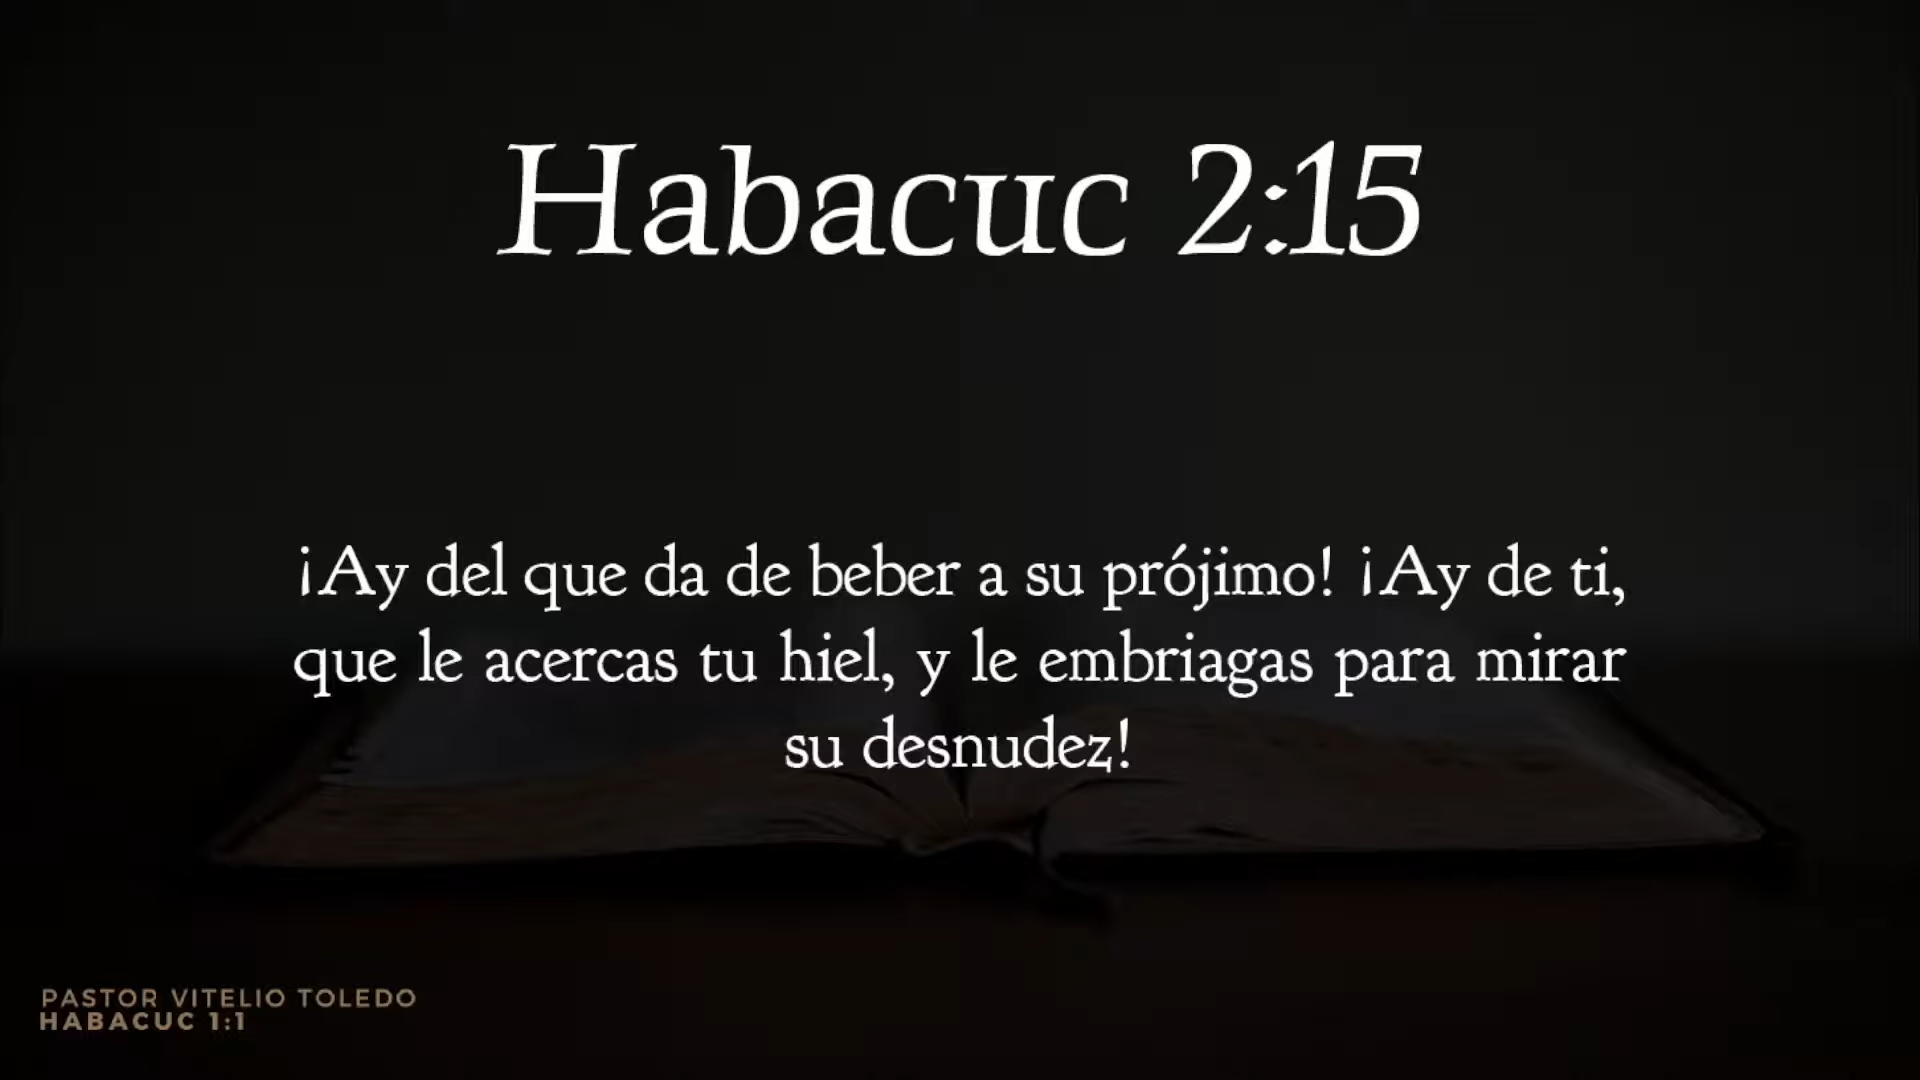 Habacuc 2:15
¡Ay del que da de beber a su prójimo! ¡Ay de ti,
que le acercas tu hiel, y le embriagas para mirar
su desnudez!
PASTOR VITELIO TOLEDO
HABACUC 1:1